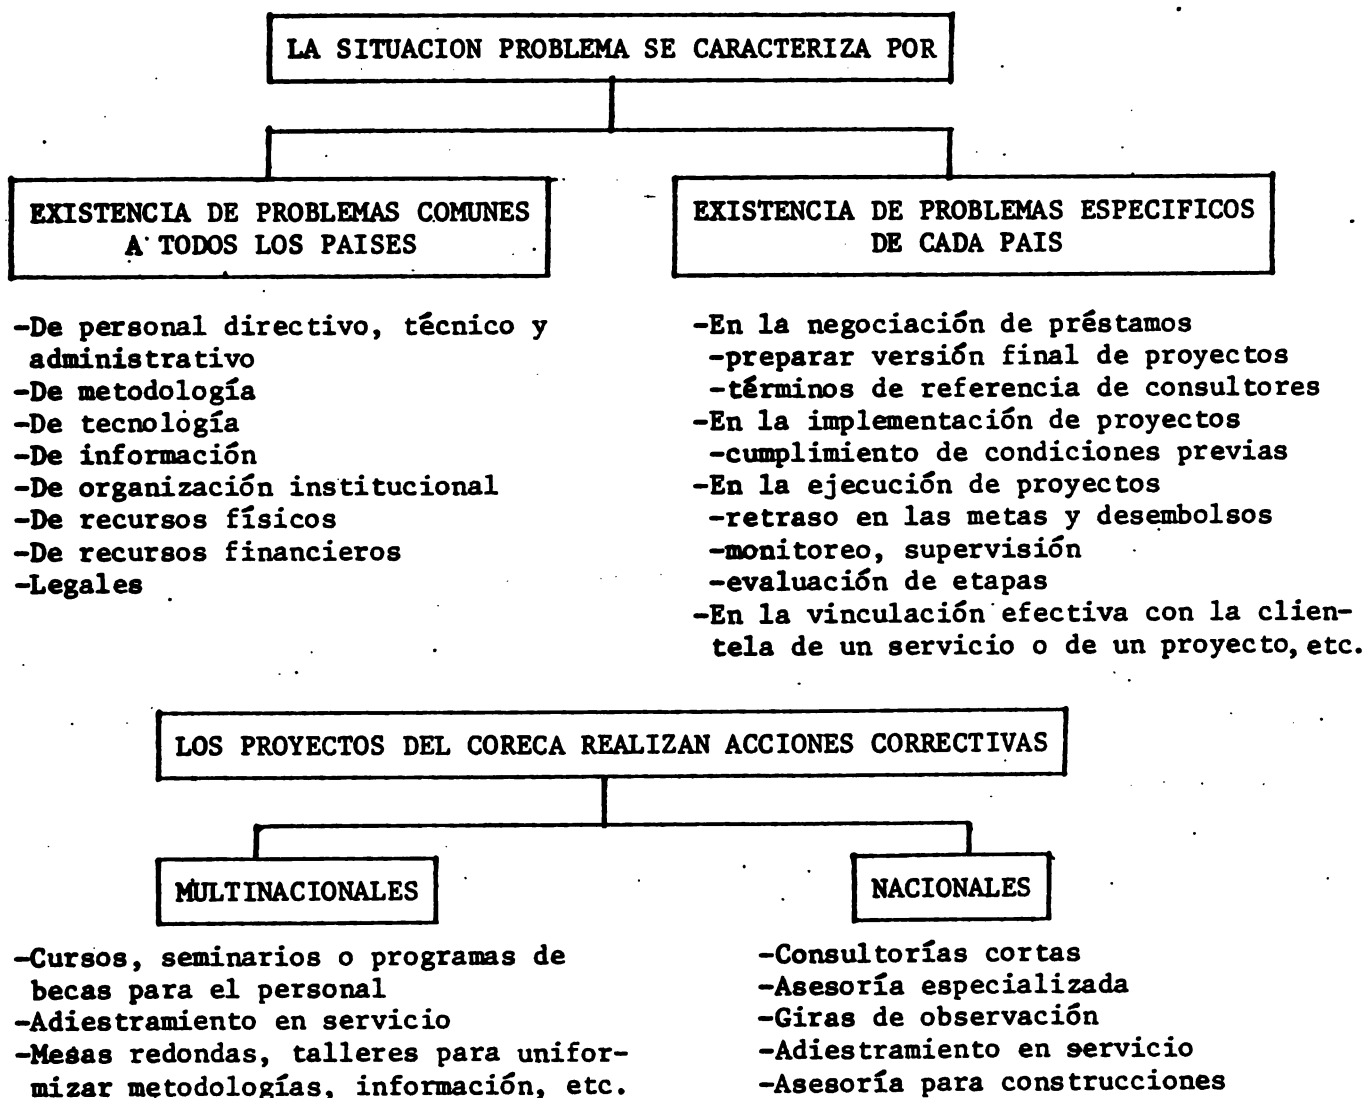 LA SITUACION PROBLEMA SE CARACTERIZA POR
EXISTENCIA DE PROBLEMAS COMUNES
A TODOS LOS PAISES
-De personal directivo, técnico y
administrativo
-De metodología
-De tecnología
-De información
-De organización institucional
-De recursos físicos
-De recursos financieros
-Legales
EXISTENCIA DE PROBLEMAS ESPECIFICOS
DE CADA PAIS
-En la negociación de préstamos
-preparar versión final de proyectos
-términos de referencia de consultores
-En la implementación de proyectos
-cumplimiento de condiciones previas
-En la ejecución de proyectos
-retraso en las metas y desembolsos
-monitoreo, supervisión
-evaluación de etapas
-En la vinculación efectiva con la clien-
tela de un servicio o de un proyecto, etc.
LOS PROYECTOS DEL CORECA REALIZAN ACCIONES CORRECTIVAS
MULTINACIONALES
-Cursos, seminarios o programas de
becas para el personal
-Adiestramiento en servicio
-Mesas redondas, talleres para unifor-
mizar metodologías, información, etc.
NACIONALES
-Consultorías cortas
-Asesoría especializada
-Giras de observación
-Adiestramiento en servicio
-Asesoría para construcciones